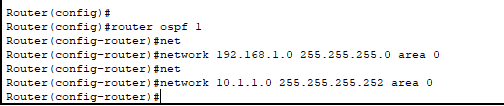 Router(config)#
Router(config)#router ospf 1
Router(config-router)#net
Router(config-router)#network 192.168.1.0 255.255.255.0 area 0
Router(config-router)#net
Router(config-router)#network 10.1.1.0 255.255.255.252 area 0
Router(config-router)#